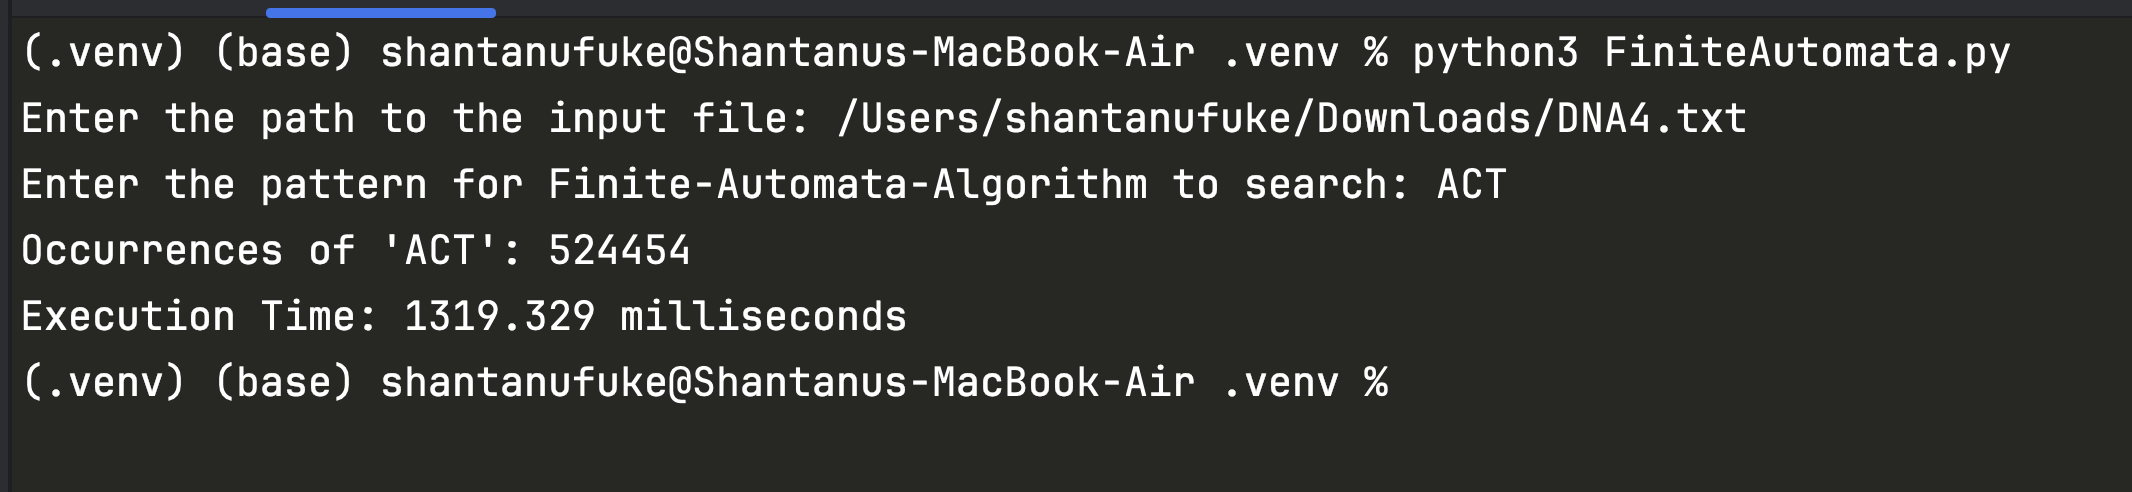 (.venv) (base) shantanufuke@Shantanus-MacBook-Air .venv % python3 FiniteAutomata.py
Enter the path to the input file: /Users/shantanufuke/Downloads/DNA4.txt
Enter the pattern for Finite-Automata-Algorithm to search: ACT
Occurrences of 'ACT': 524454
Execution Time: 1319.329 milliseconds
(.venv) (base) shantanufuke@Shantanus-MacBook-Air .venv %